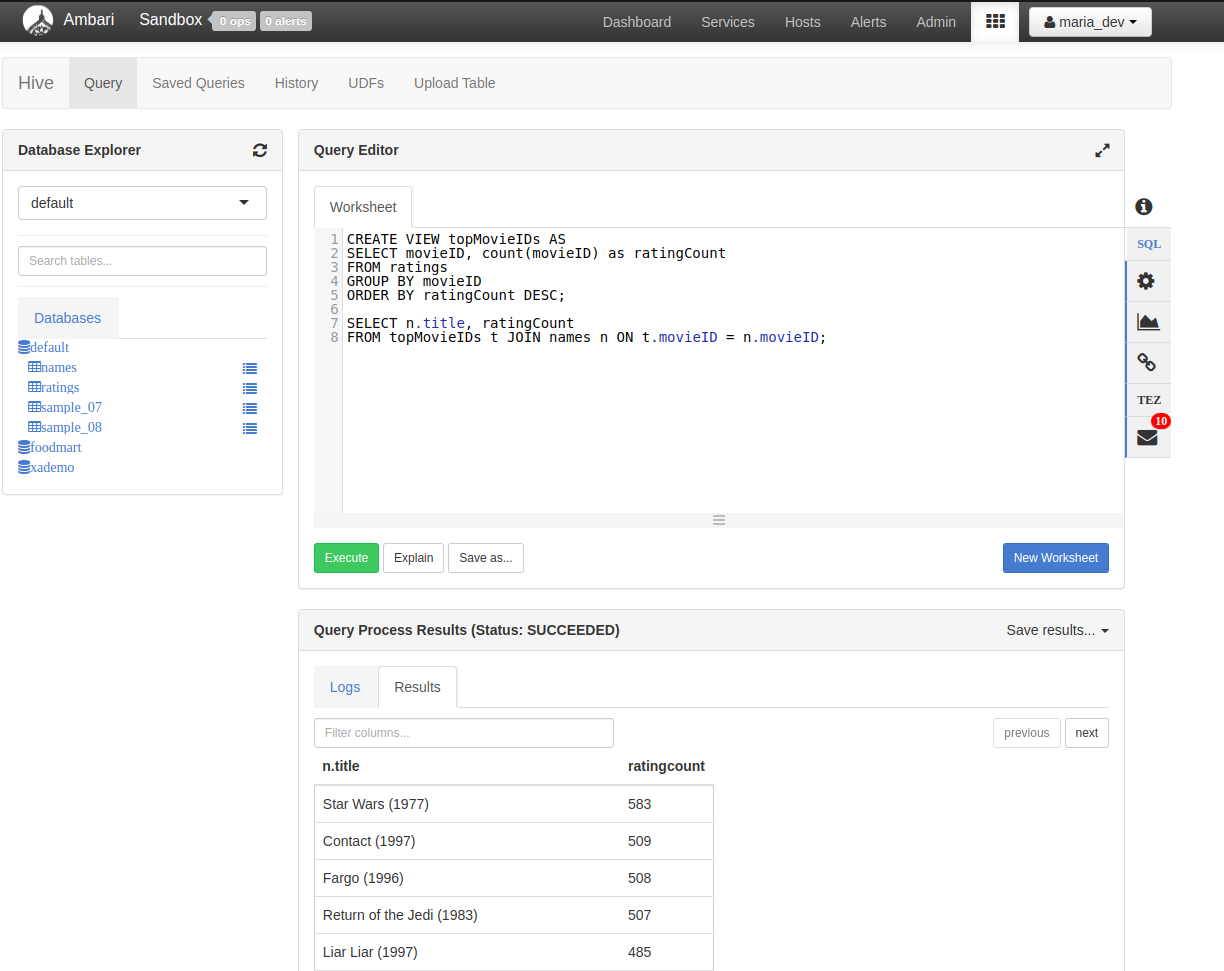 Ambari Sandbox 0 ops 0 alerts Dashboard Services Hosts Alerts Admin maria_dev
Hive Query Saved Queries History UDFs Upload Table
Database Explorer
default
Search tables...
Databases
default
names
ratings
sample_07
sample_08
foodmart
xademo
Query Editor
Worksheet
1 CREATE VIEW topMovieIDs AS
2 SELECT movieID, count(movieID) as ratingCount
3 FROM ratings
4 GROUP BY movieID
5 ORDER BY ratingCount DESC;
6
7 SELECT n.title, ratingCount
8 FROM topMovieIDs t JOIN names n ON t.movieID = n.movieID;
Execute Explain Save as... New Worksheet
SQL
TEZ
10
Query Process Results (Status: SUCCEEDED) Save results...
Logs Results
Filter columns... previous next
n.title ratingcount
Star Wars (1977) 583
Contact (1997) 509
Fargo (1996) 508
Return of the Jedi (1983) 507
Liar Liar (1997) 485